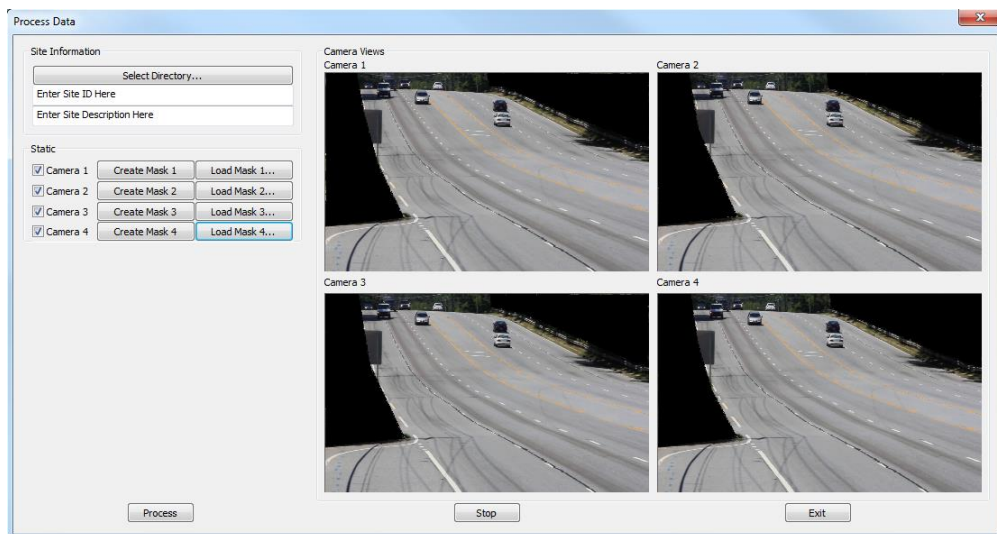 Process Data
Site Information
Select Directory...
Enter Site ID Here
Enter Site Description Here
Static
Camera 1 Create Mask 1 Load Mask 1...
Camera 2 Create Mask 2 Load Mask 2...
Camera 3 Create Mask 3 Load Mask 3...
Camera 4 Create Mask 4 Load Mask 4...
Camera Views
Camera 1 Camera 2
Camera 3 Camera 4
Process Stop Exit